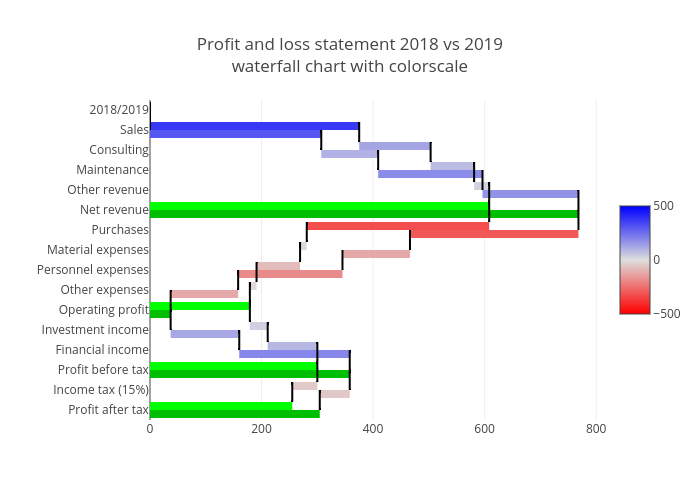 Profit and loss statement 2018 vs 2019
waterfall chart with colorscale
2018/2019
Sales
Consulting
Maintenance
Other revenue
Net revenue
Purchases
Material expenses
Personnel expenses
Other expenses
Operating profit
Investment income
Financial income
Profit before tax
Income tax (15%)
Profit after tax
0
200
400
600
800
500
0
−500